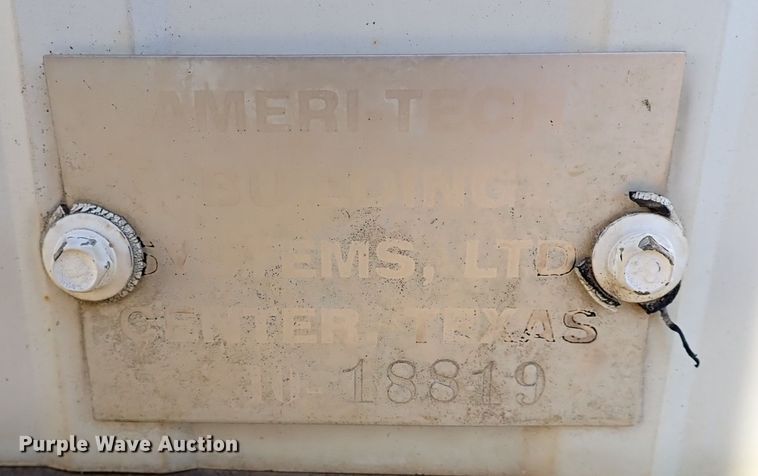 AMERI-TECH
BUILDING
SYSTEMS, LTD
CENTER, TEXAS
10-18819
Purple Wave Auction